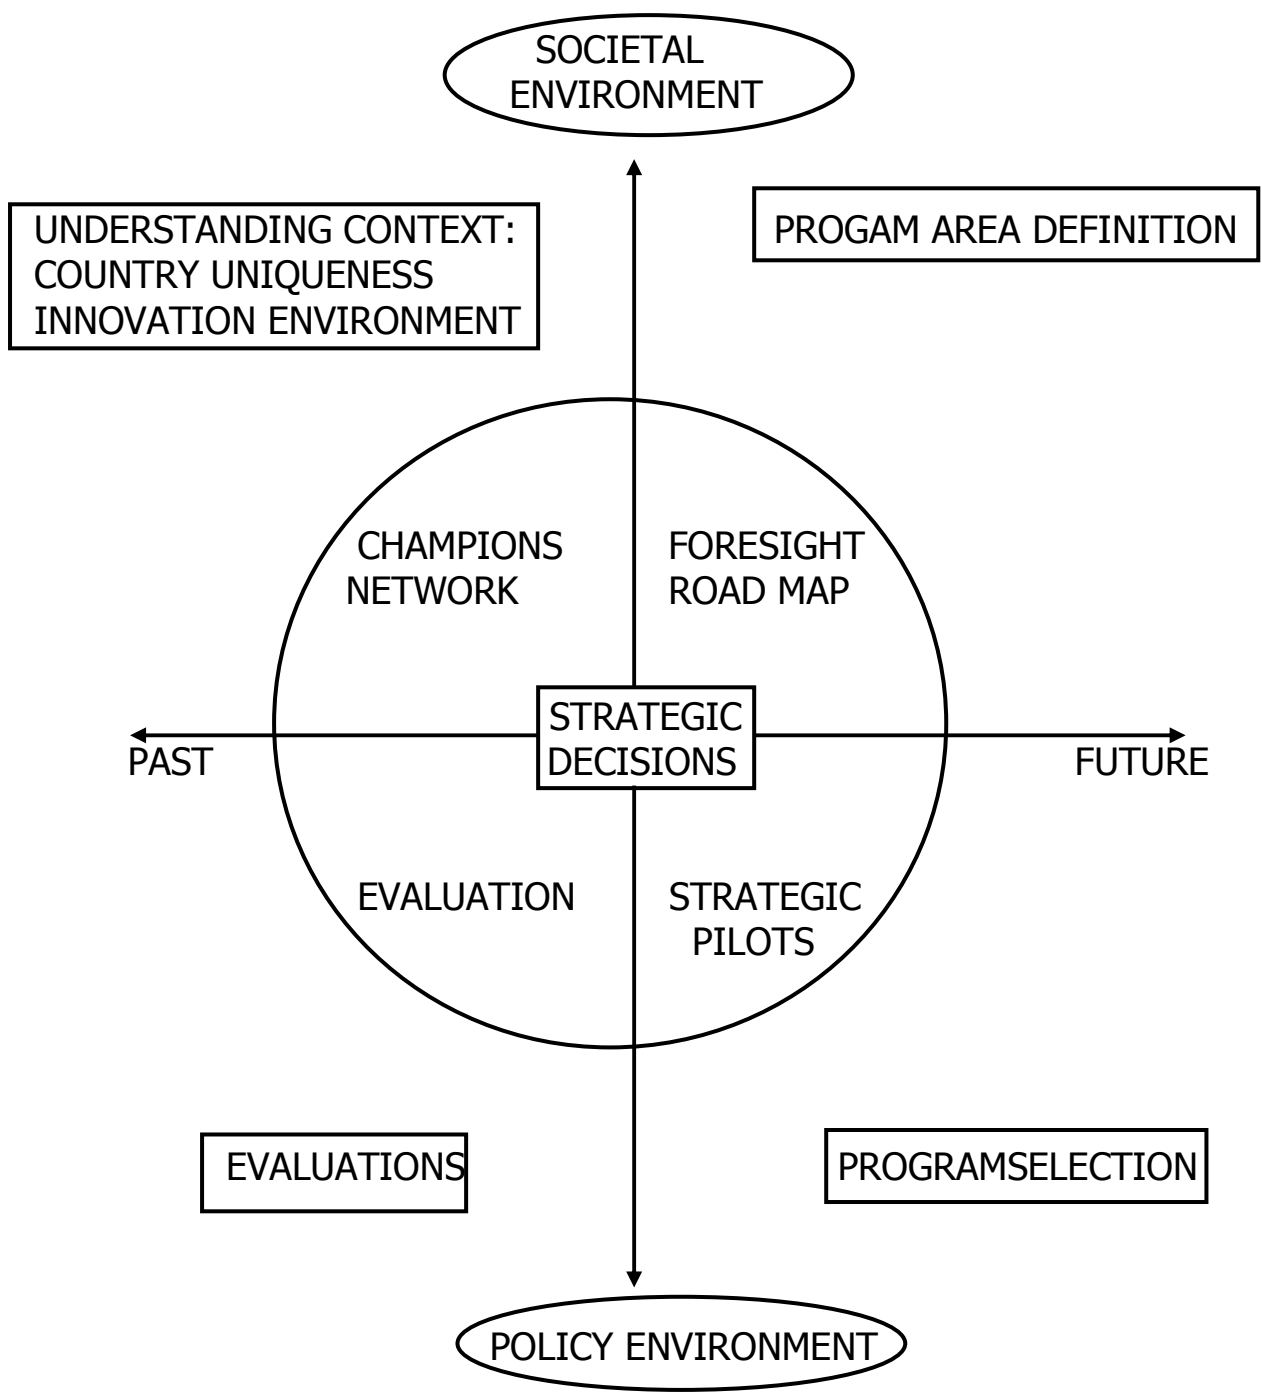 SOCIETAL
ENVIRONMENT
UNDERSTANDING CONTEXT:
COUNTRY UNIQUENESS
INNOVATION ENVIRONMENT
PROGAM AREA DEFINITION
CHAMPIONS
NETWORK
FORESIGHT
ROAD MAP
STRATEGIC
DECISIONS
PAST
FUTURE
EVALUATION
STRATEGIC
PILOTS
EVALUATIONS
PROGRAMSELECTION
POLICY ENVIRONMENT